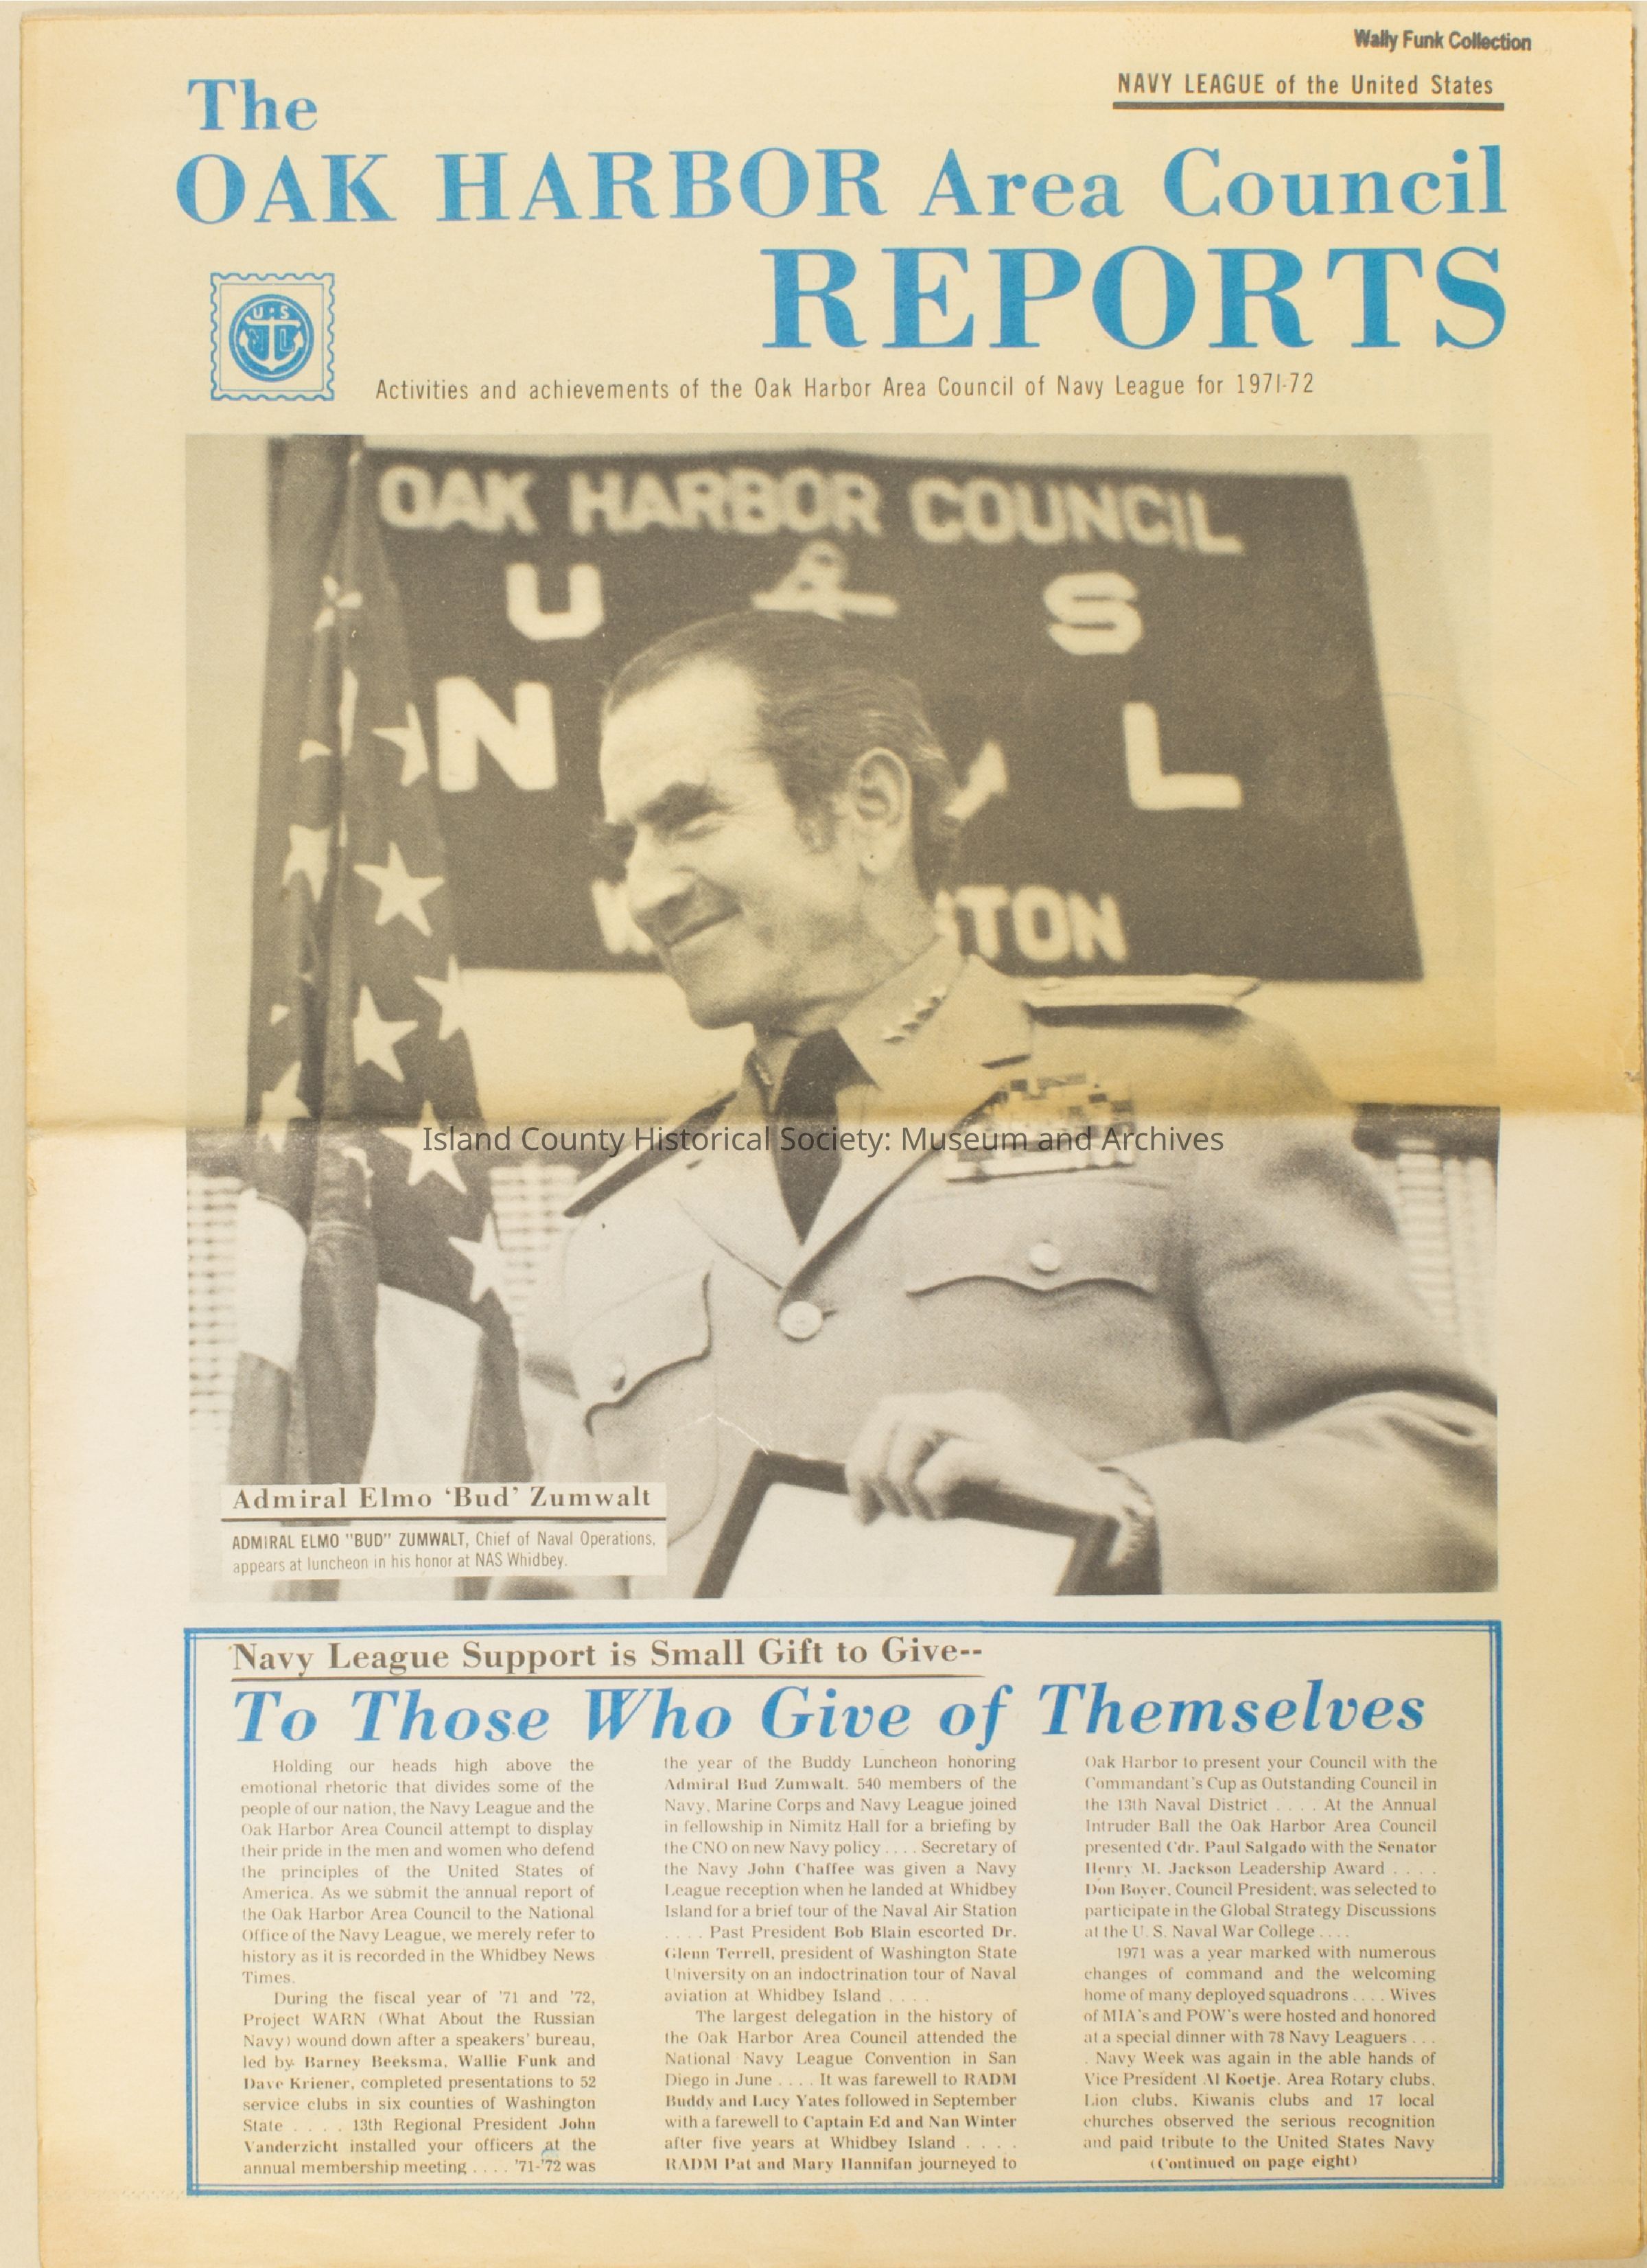 Wally Funk Collection
NAVY LEAGUE of the United States
The
OAK HARBOR Area Council
REPORTS
U S
Activities and achievements of the Oak Harbor Area Council of Navy League for 1971-72
OAK HARBOR COUNCIL
U S
N L
TON
Island County Historical Society: Museum and Archives
Admiral Elmo 'Bud' Zumwalt
ADMIRAL ELMO "BUD" ZUMWALT, Chief of Naval Operations,
appears at luncheon in his honor at NAS Whidbey.
Navy League Support is Small Gift to Give--
To Those Who Give of Themselves
Holding our heads high above the
emotional rhetoric that divides some of the
people of our nation, the Navy League and the
Oak Harbor Area Council attempt to display
their pride in the men and women who defend
the principles of the United States of
America. As we submit the annual report of
the Oak Harbor Area Council to the National
Office of the Navy League, we merely refer to
history as it is recorded in the Whidbey News
Times.
During the fiscal year of '71 and '72,
Project WARN (What About the Russian
Navy) wound down after a speakers' bureau,
led by Barney Beeksma, Wallie Funk and
Dave Kriener, completed presentations to 52
service clubs in six counties of Washington
State . . . . 13th Regional President John
Vanderzicht installed your officers at the
annual membership meeting . . . . '71-'72 was
the year of the Buddy Luncheon honoring
Admiral Bud Zumwalt. 540 members of the
Navy, Marine Corps and Navy League joined
in fellowship in Nimitz Hall for a briefing by
the CNO on new Navy policy . . . . Secretary of
the Navy John Chaffee was given a Navy
League reception when he landed at Whidbey
Island for a brief tour of the Naval Air Station
. . . . Past President Bob Blain escorted Dr.
Glenn Terrell, president of Washington State
University on an indoctrination tour of Naval
aviation at Whidbey Island . . . .
The largest delegation in the history of
the Oak Harbor Area Council attended the
National Navy League Convention in San
Diego in June . . . . It was farewell to RADM
Buddy and Lucy Yates followed in September
with a farewell to Captain Ed and Nan Winter
after five years at Whidbey Island . . . .
RADM Pat and Mary Hannifan journeyed to
Oak Harbor to present your Council with the
Commandant's Cup as Outstanding Council in
the 13th Naval District . . . . At the Annual
Intruder Ball the Oak Harbor Area Council
presented Cdr. Paul Salgado with the Senator
Henry M. Jackson Leadership Award . . . .
Don Boyer, Council President, was selected to
participate in the Global Strategy Discussions
at the U. S. Naval War College . . . .
1971 was a year marked with numerous
changes of command and the welcoming
home of many deployed squadrons . . . . Wives
of MIA's and POW's were hosted and honored
at a special dinner with 78 Navy Leaguers . . .
. Navy Week was again in the able hands of
Vice President Al Koetje. Area Rotary clubs,
Lion clubs, Kiwanis clubs and 17 local
churches observed the serious recognition
and paid tribute to the United States Navy
(Continued on page eight)